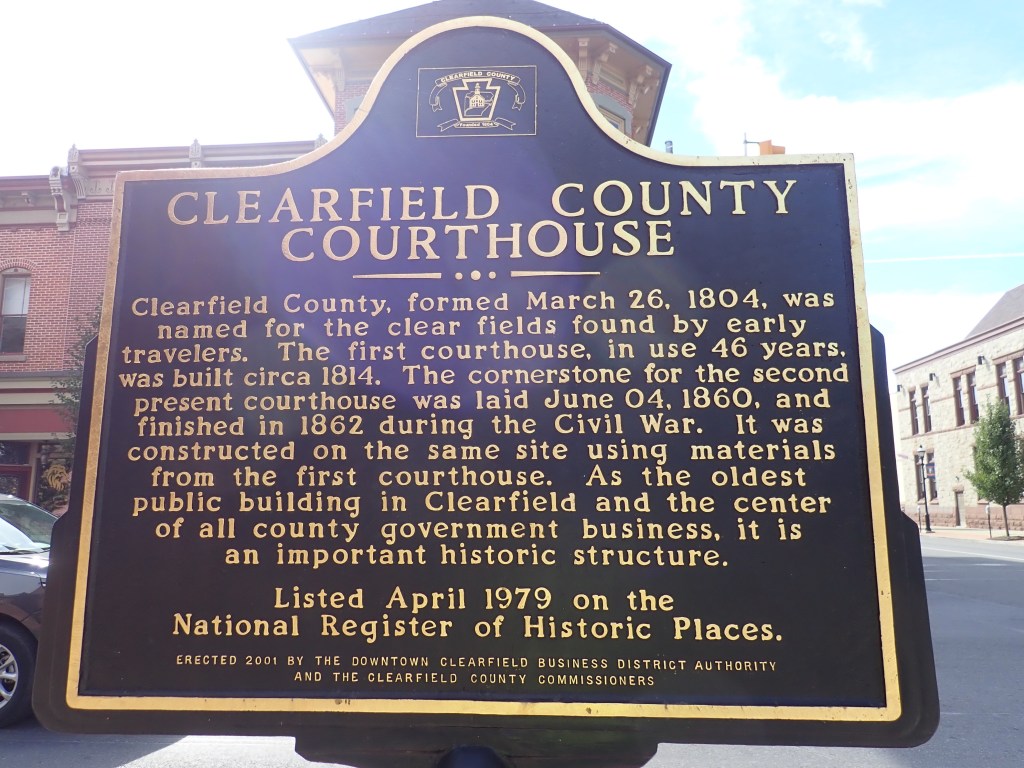 CLEARFIELD COUNTY
Founded 1804
CLEARFIELD COUNTY
COURTHOUSE
Clearfield County, formed March 26, 1804, was
named for the clear fields found by early
travelers. The first courthouse, in use 46 years,
was built circa 1814. The cornerstone for the second
present courthouse was laid June 04, 1860, and
finished in 1862 during the Civil War. It was
constructed on the same site using materials
from the first courthouse. As the oldest
public building in Clearfield and the center
of all county government business, it is
an important historic structure.
Listed April 1979 on the
National Register of Historic Places.
ERECTED 2001 BY THE DOWNTOWN CLEARFIELD BUSINESS DISTRICT AUTHORITY
AND THE CLEARFIELD COUNTY COMMISSIONERS